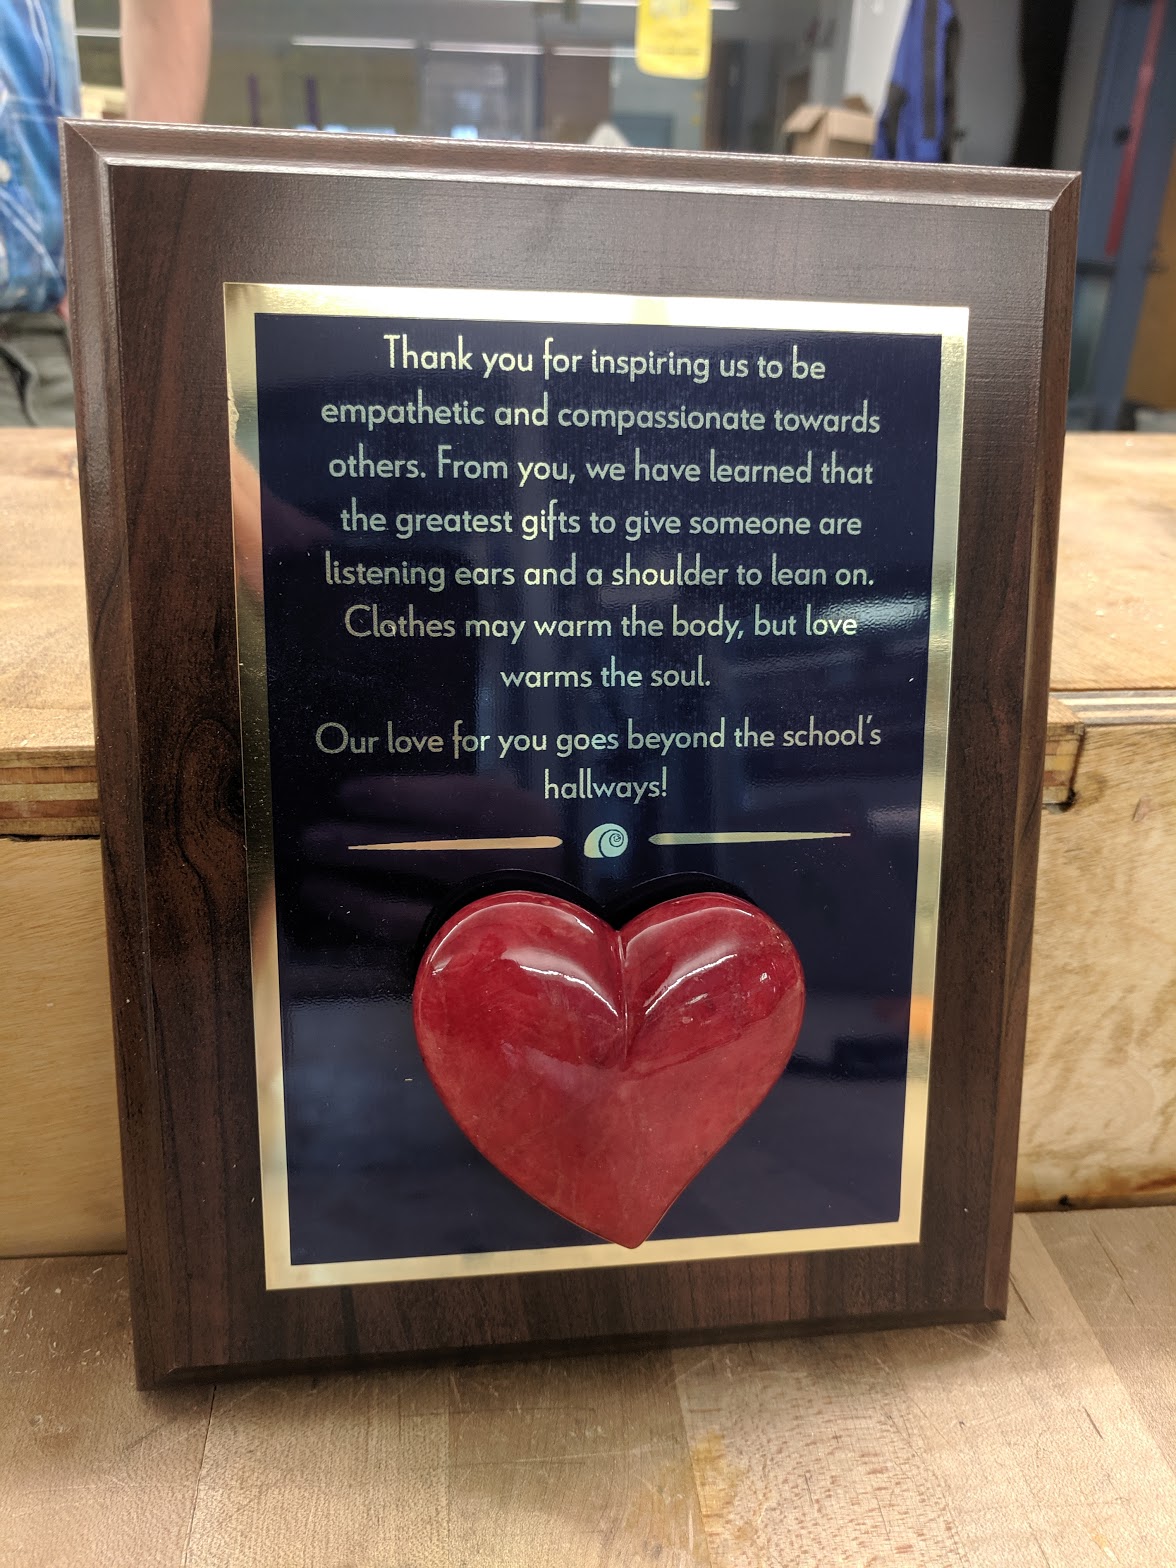 Thank you for inspiring us to be
empathetic and compassionate towards
others. From you, we have learned that
the greatest gifts to give someone are
listening ears and a shoulder to lean on.
Clothes may warm the body, but love
warms the soul.
Our love for you goes beyond the school's
hallways!